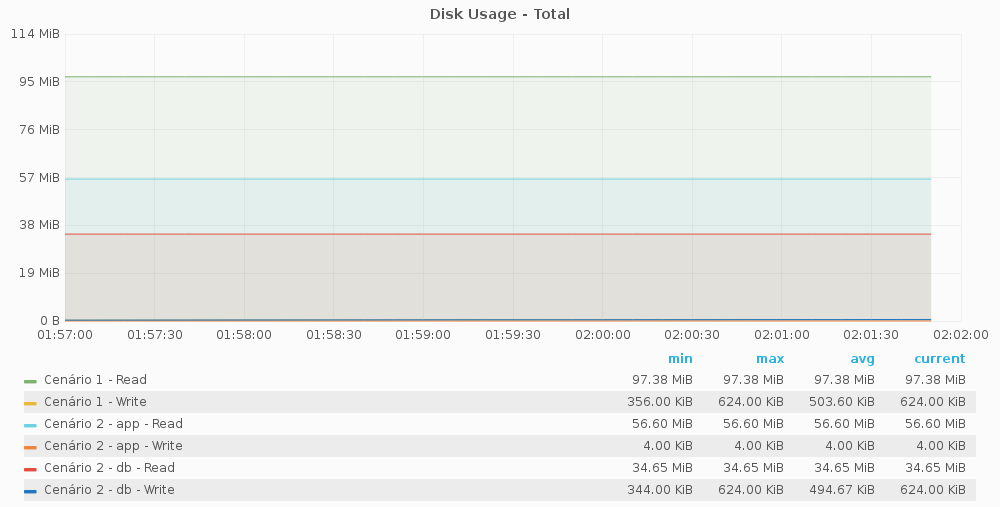 Disk Usage - Total
114 MiB
95 MiB
76 MiB
57 MiB
38 MiB
19 MiB
0 B
01:57:00 01:57:30 01:58:00 01:58:30 01:59:00 01:59:30 02:00:00 02:00:30 02:01:00 02:01:30 02:02:00
min max avg current
Cenário 1 - Read 97.38 MiB 97.38 MiB 97.38 MiB 97.38 MiB
Cenário 1 - Write 356.00 KiB 624.00 KiB 503.60 KiB 624.00 KiB
Cenário 2 - app - Read 56.60 MiB 56.60 MiB 56.60 MiB 56.60 MiB
Cenário 2 - app - Write 4.00 KiB 4.00 KiB 4.00 KiB 4.00 KiB
Cenário 2 - db - Read 34.65 MiB 34.65 MiB 34.65 MiB 34.65 MiB
Cenário 2 - db - Write 344.00 KiB 624.00 KiB 494.67 KiB 624.00 KiB